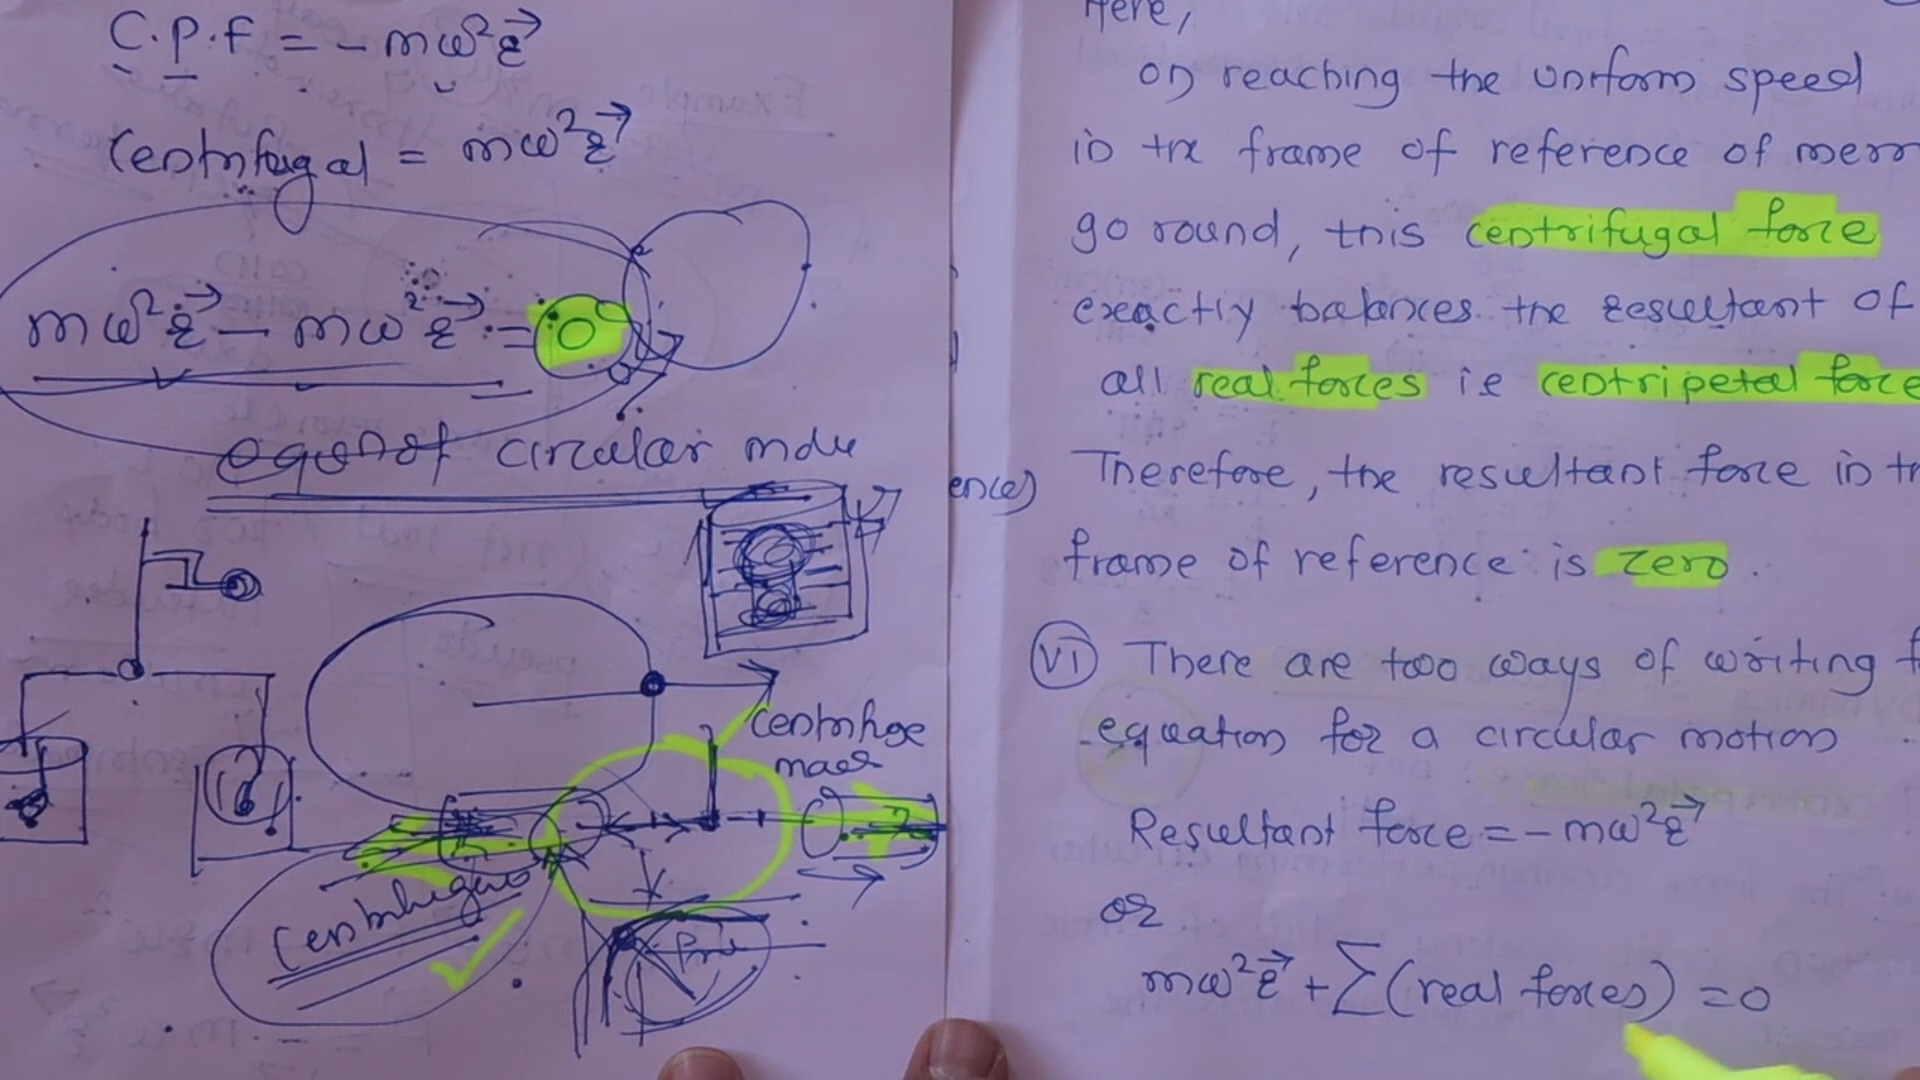 C.P.F = - mω²r⃗
Centrifugal = mω²r⃗
mω²r⃗ - mω²r⃗ = 0
eqn of circular
Centrifuge
Here,
on reaching the uniform speed
in the frame of reference of merr
go round, this centrifugal force
exactly balances the resultant of
all real forces ie centripetal force
ence)
Therefore, the resultant force in th
frame of reference is zero.
(VI) There are two ways of writing f
equation for a circular motion
Resultant force = - mω²r⃗
or
mω²r⃗ + Σ(real forces) = 0